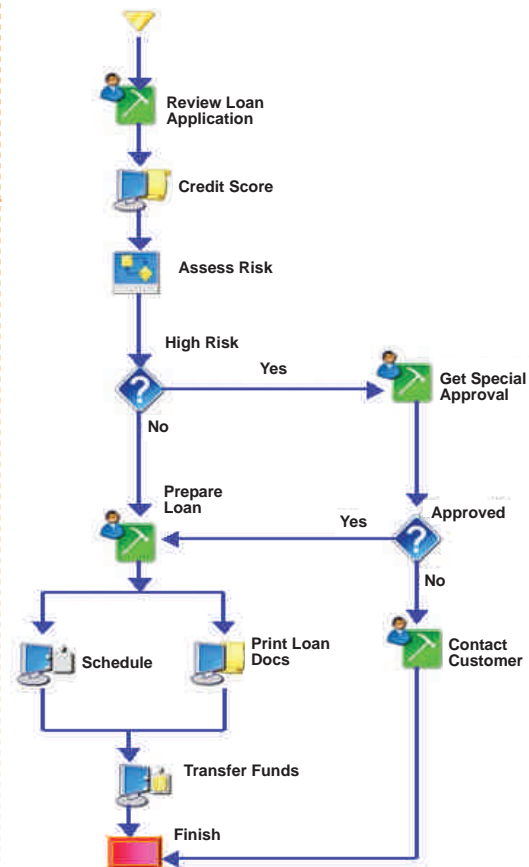 Review Loan
Application
Credit Score
Assess Risk
High Risk
?
Yes
Get Special
Approval
No
Prepare
Loan
Yes
?
Approved
No
Schedule
Print Loan
Docs
Contact
Customer
Transfer Funds
Finish